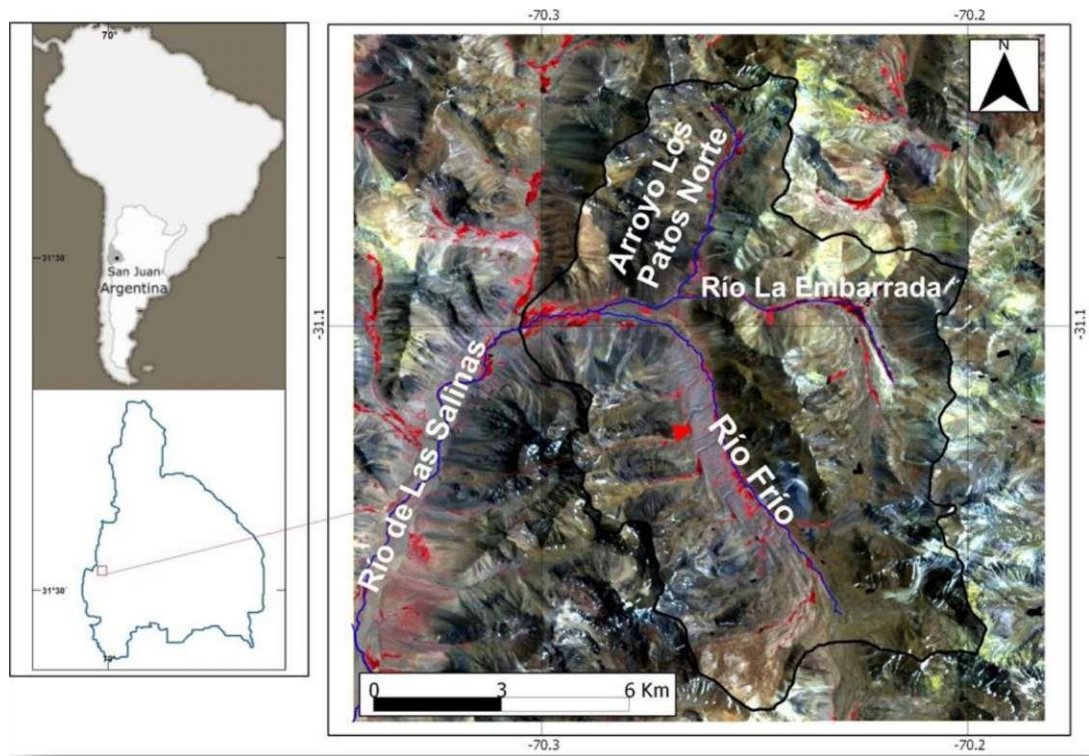 70°
31°30'
San Juan
Argentina
31°30'
70°
-70.3
-70.2
N
-31.1
-31.1
Arroyo Los
Patos Norte
Río La Embarrada
Río de Las Salinas
Río Frío
0
3
6 Km
-70.3
-70.2